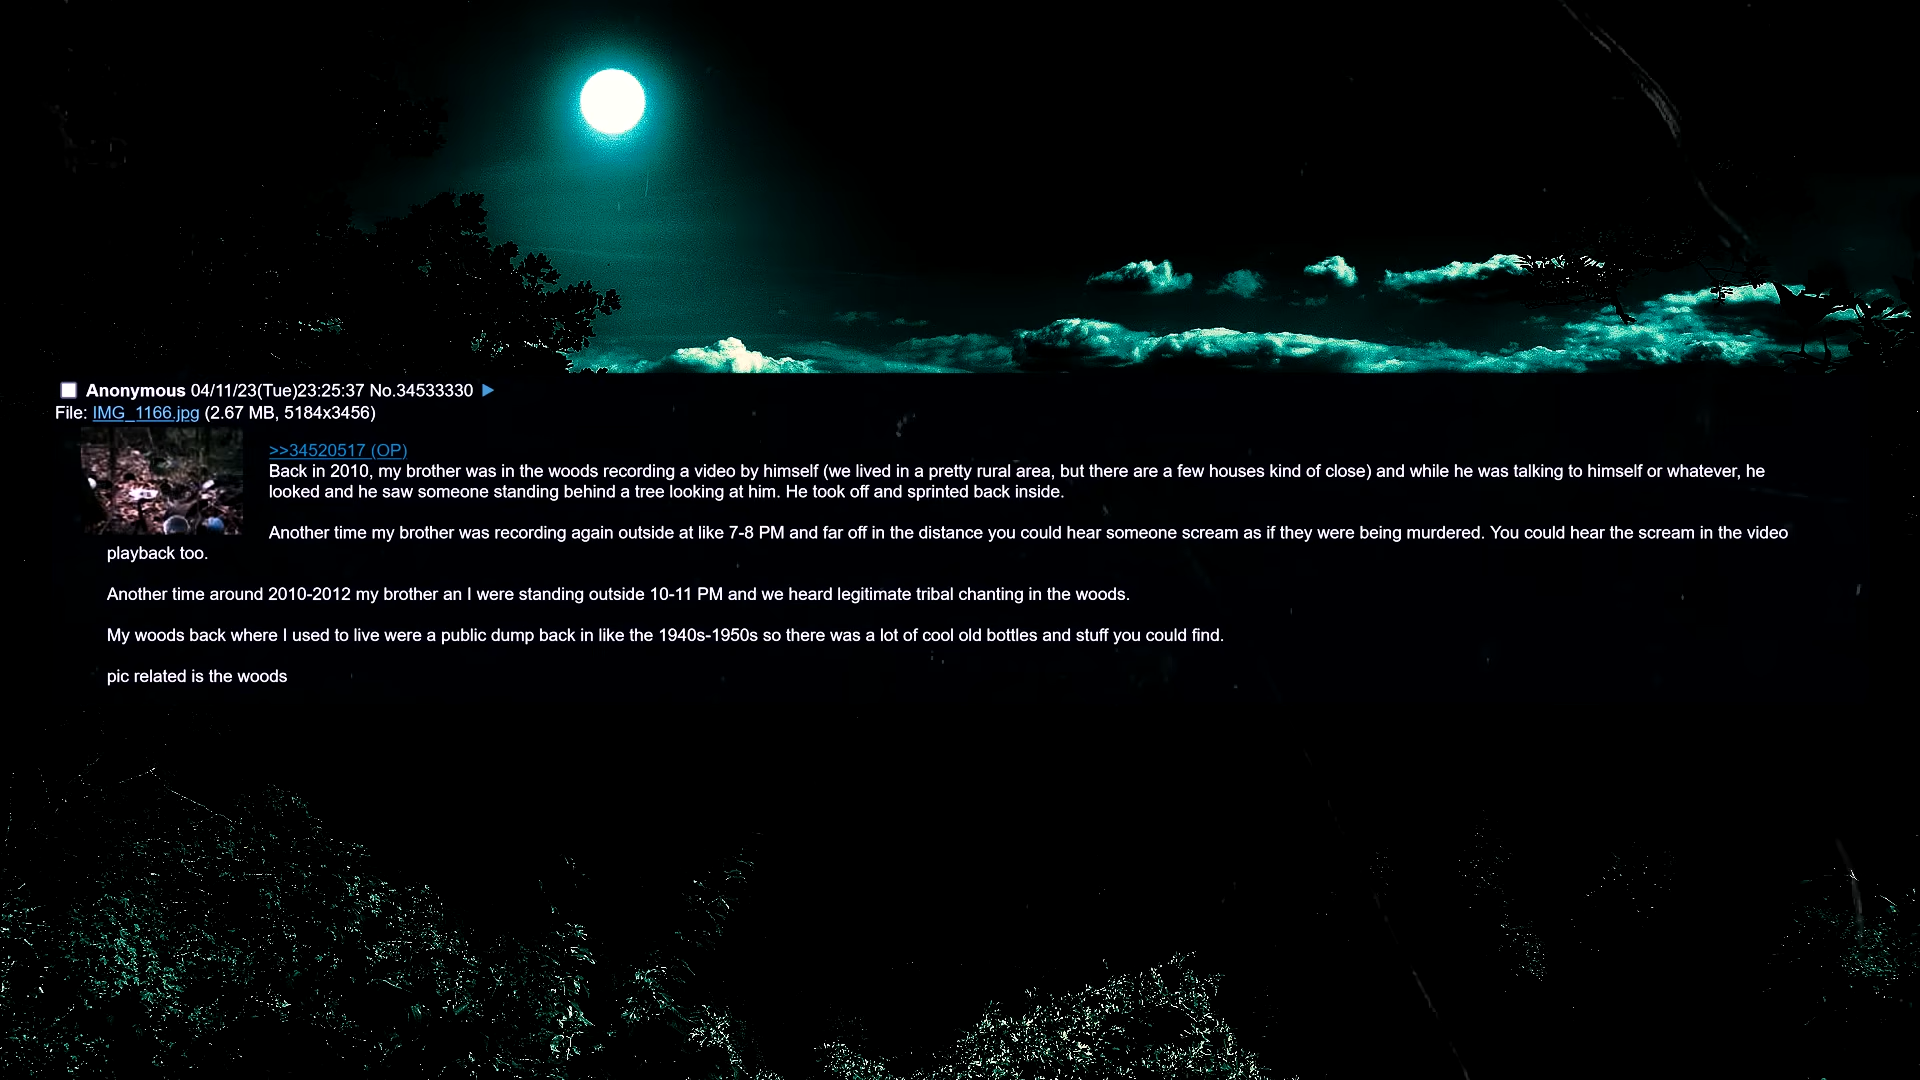 Anonymous 04/11/23(Tue)23:25:37 No.34533330 ▶
File: IMG_1166.jpg (2.67 MB, 5184x3456)
>>34520517 (OP)
Back in 2010, my brother was in the woods recording a video by himself (we lived in a pretty rural area, but there are a few houses kind of close) and while he was talking to himself or whatever, he
looked and he saw someone standing behind a tree looking at him. He took off and sprinted back inside.
Another time my brother was recording again outside at like 7-8 PM and far off in the distance you could hear someone scream as if they were being murdered. You could hear the scream in the video
playback too.
Another time around 2010-2012 my brother an I were standing outside 10-11 PM and we heard legitimate tribal chanting in the woods.
My woods back where I used to live were a public dump back in like the 1940s-1950s so there was a lot of cool old bottles and stuff you could find.
pic related is the woods